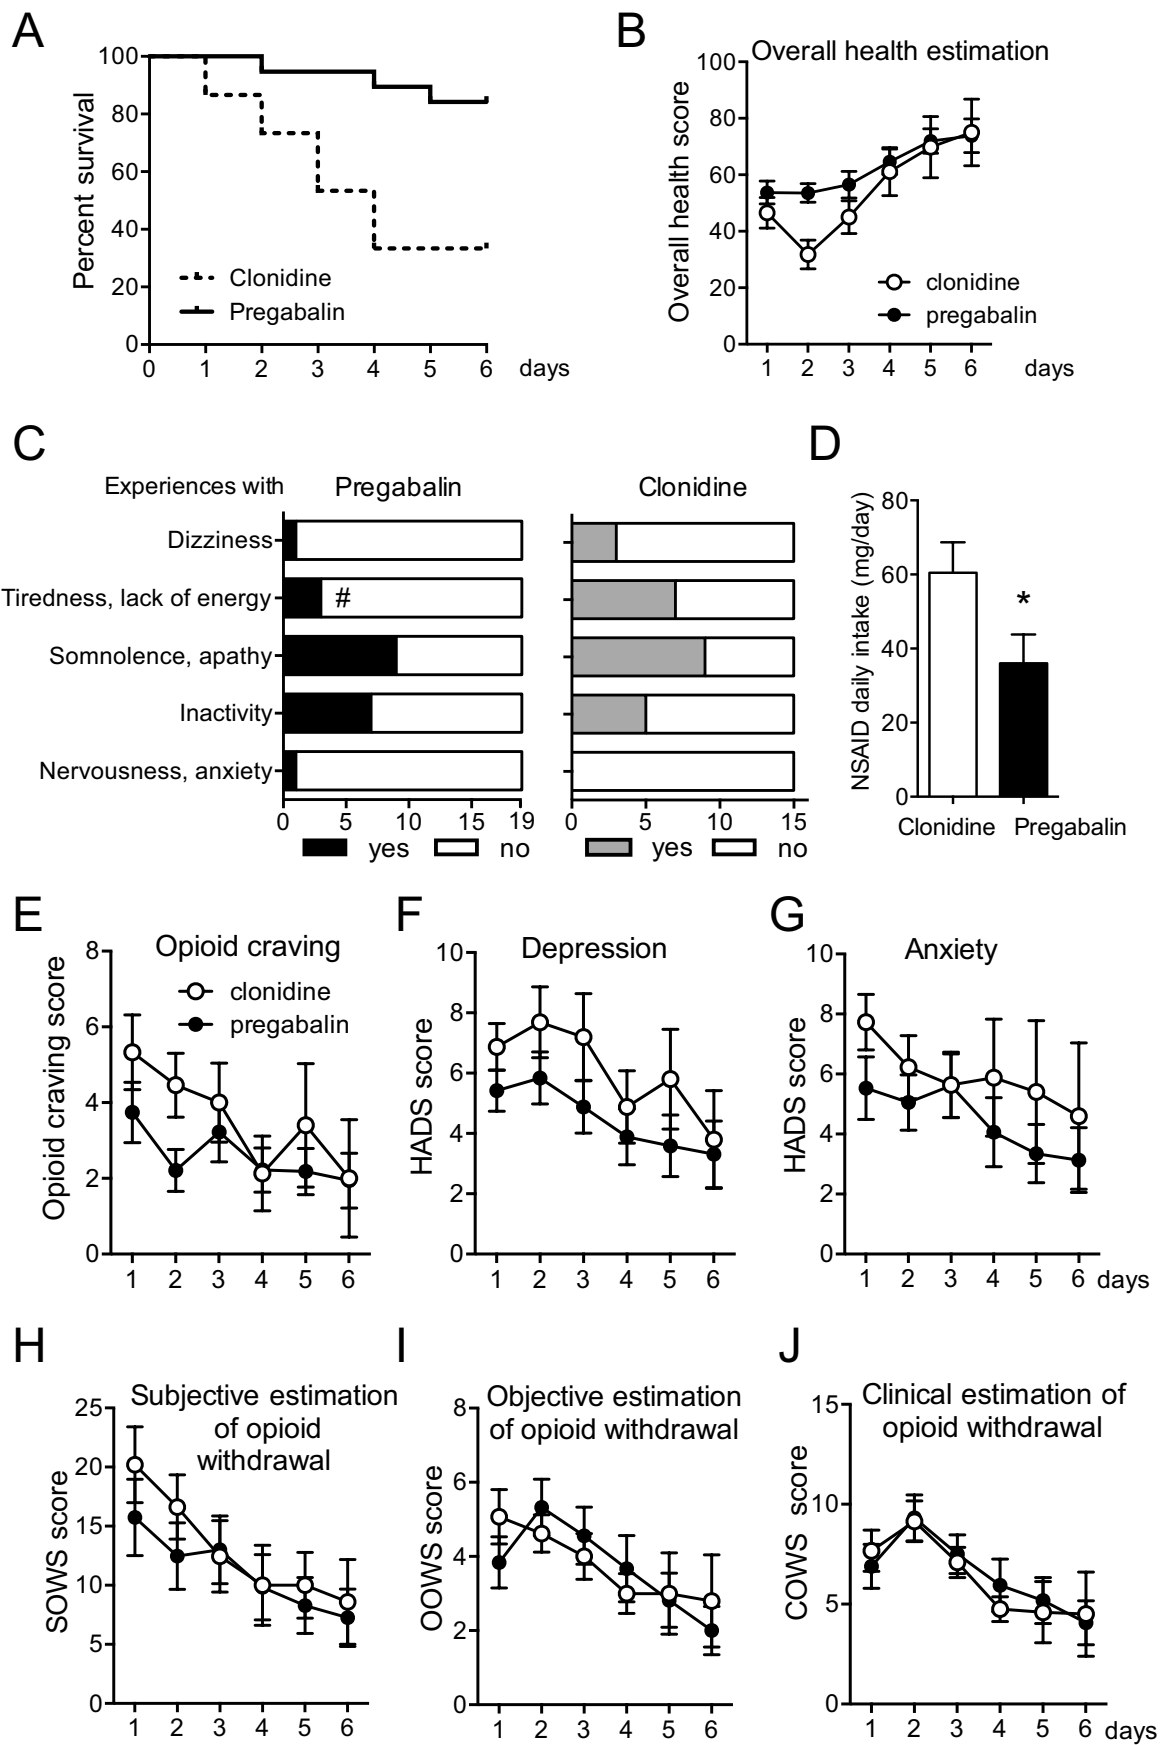 A
Percent survival
100
80
60
40
20
0
Clonidine
Pregabalin
0 1 2 3 4 5 6 days
B
Overall health estimation
Overall health score
100
80
60
40
20
0
clonidine
pregabalin
1 2 3 4 5 6 days
C
Experiences with Pregabalin Clonidine
Dizziness
Tiredness, lack of energy #
Somnolence, apathy
Inactivity
Nervousness, anxiety
0 5 10 15 19 0 5 10 15
yes no yes no
D
NSAID daily intake (mg/day)
80
60
40
20
0
*
Clonidine Pregabalin
E
Opioid craving
Opioid craving score
8
6
4
2
0
clonidine
pregabalin
1 2 3 4 5 6
F
Depression
HADS score
10
8
6
4
2
0
1 2 3 4 5 6
G
Anxiety
HADS score
10
8
6
4
2
0
1 2 3 4 5 6 days
H
Subjective estimation
of opioid
withdrawal
SOWS score
25
20
15
10
5
0
1 2 3 4 5 6
I
Objective estimation
of opioid withdrawal
OOWS score
8
6
4
2
0
1 2 3 4 5 6
J
Clinical estimation of
opioid withdrawal
COWS score
15
10
5
0
1 2 3 4 5 6 days